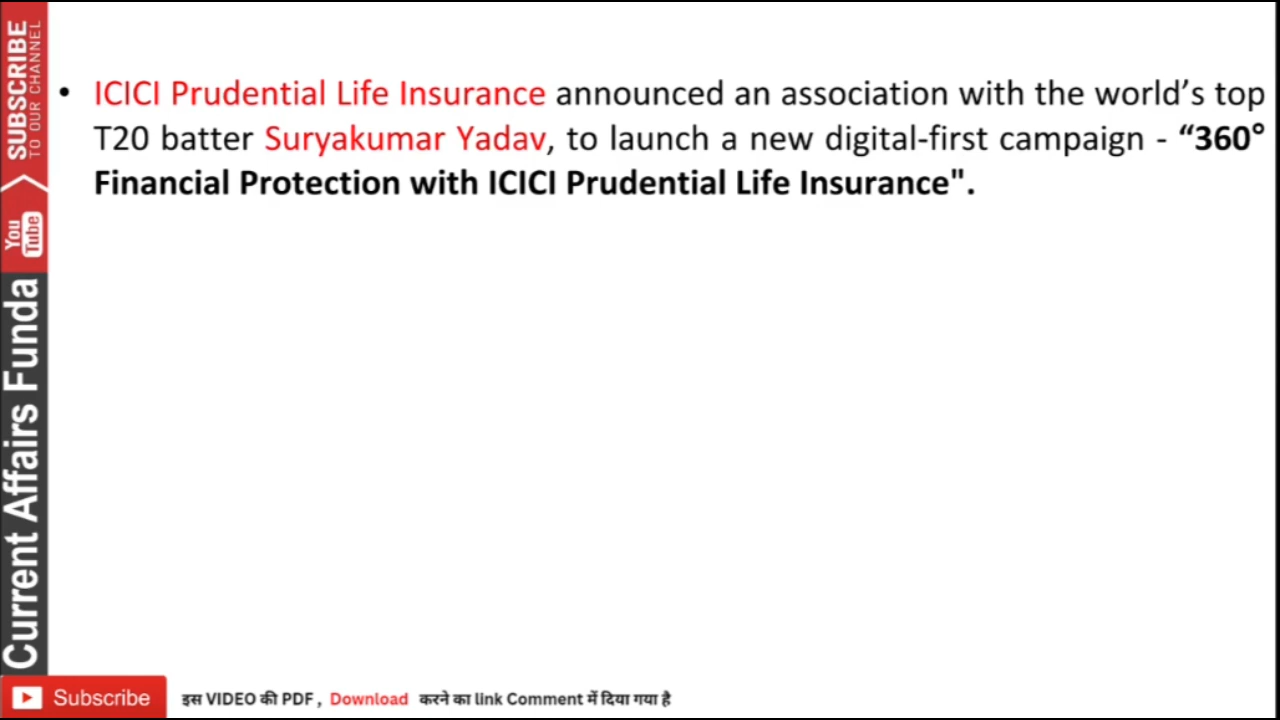 • ICICI Prudential Life Insurance announced an association with the world’s top
T20 batter Suryakumar Yadav, to launch a new digital-first campaign - “360°
Financial Protection with ICICI Prudential Life Insurance".
SUBSCRIBE
TO OUR CHANNEL
You
Tube
Current Affairs Funda
Subscribe
इस VIDEO की PDF , Download करने का link Comment में दिया गया है